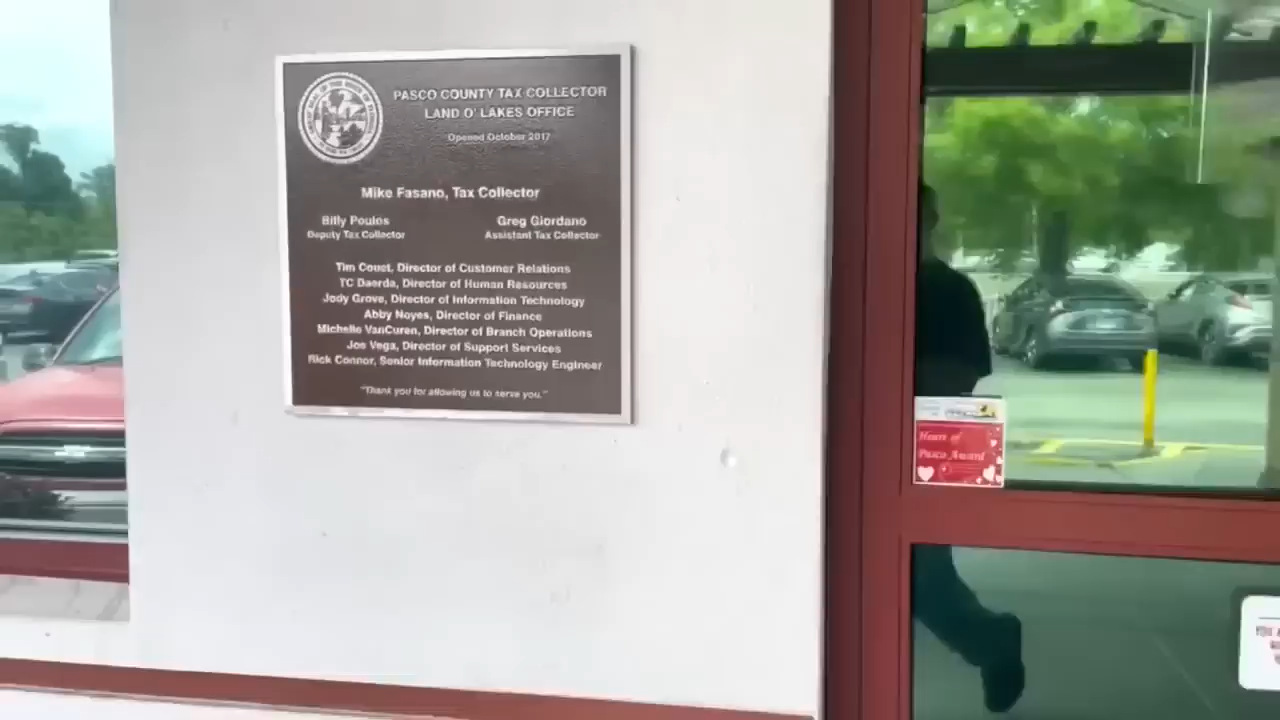 PASCO COUNTY TAX COLLECTOR
LAND O' LAKES OFFICE
Opened October 2017
Mike Fasano, Tax Collector
Billy Poulos
Deputy Tax Collector
Greg Giordano
Assistant Tax Collector
Tim Couet, Director of Customer Relations
TC Daerda, Director of Human Resources
Jody Grove, Director of Information Technology
Abby Noyes, Director of Finance
Michelle VanCuren, Director of Branch Operations
Joe Vega, Director of Support Services
Rick Connor, Senior Information Technology Engineer
"Thank you for allowing us to serve you."
Heart of
Pasco Award